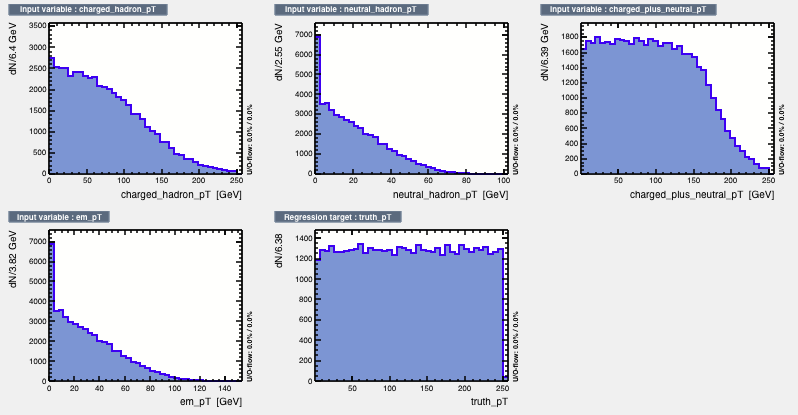 Input variable : charged_hadron_pT
dN/6.4 GeV
3500
3000
2500
2000
1500
1000
500
0
0 50 100 150 200 250
charged_hadron_pT [GeV]
U/O-flow: 0.0% / 0.0%
Input variable : neutral_hadron_pT
dN/2.55 GeV
7000
6000
5000
4000
3000
2000
1000
0
0 20 40 60 80 100
neutral_hadron_pT [GeV]
U/O-flow: 0.0% / 0.0%
Input variable : charged_plus_neutral_pT
dN/6.39 GeV
1800
1600
1400
1200
1000
800
600
400
200
50 100 150 200 250
charged_plus_neutral_pT [GeV]
U/O-flow: 0.0% / 0.0%
Input variable : em_pT
dN/3.82 GeV
7000
6000
5000
4000
3000
2000
1000
0
0 20 40 60 80 100 120 140
em_pT [GeV]
U/O-flow: 0.0% / 0.0%
Regression target : truth_pT
dN/6.38
1400
1200
1000
800
600
400
200
0
50 100 150 200 250
truth_pT
U/O-flow: 0.0% / 0.0%